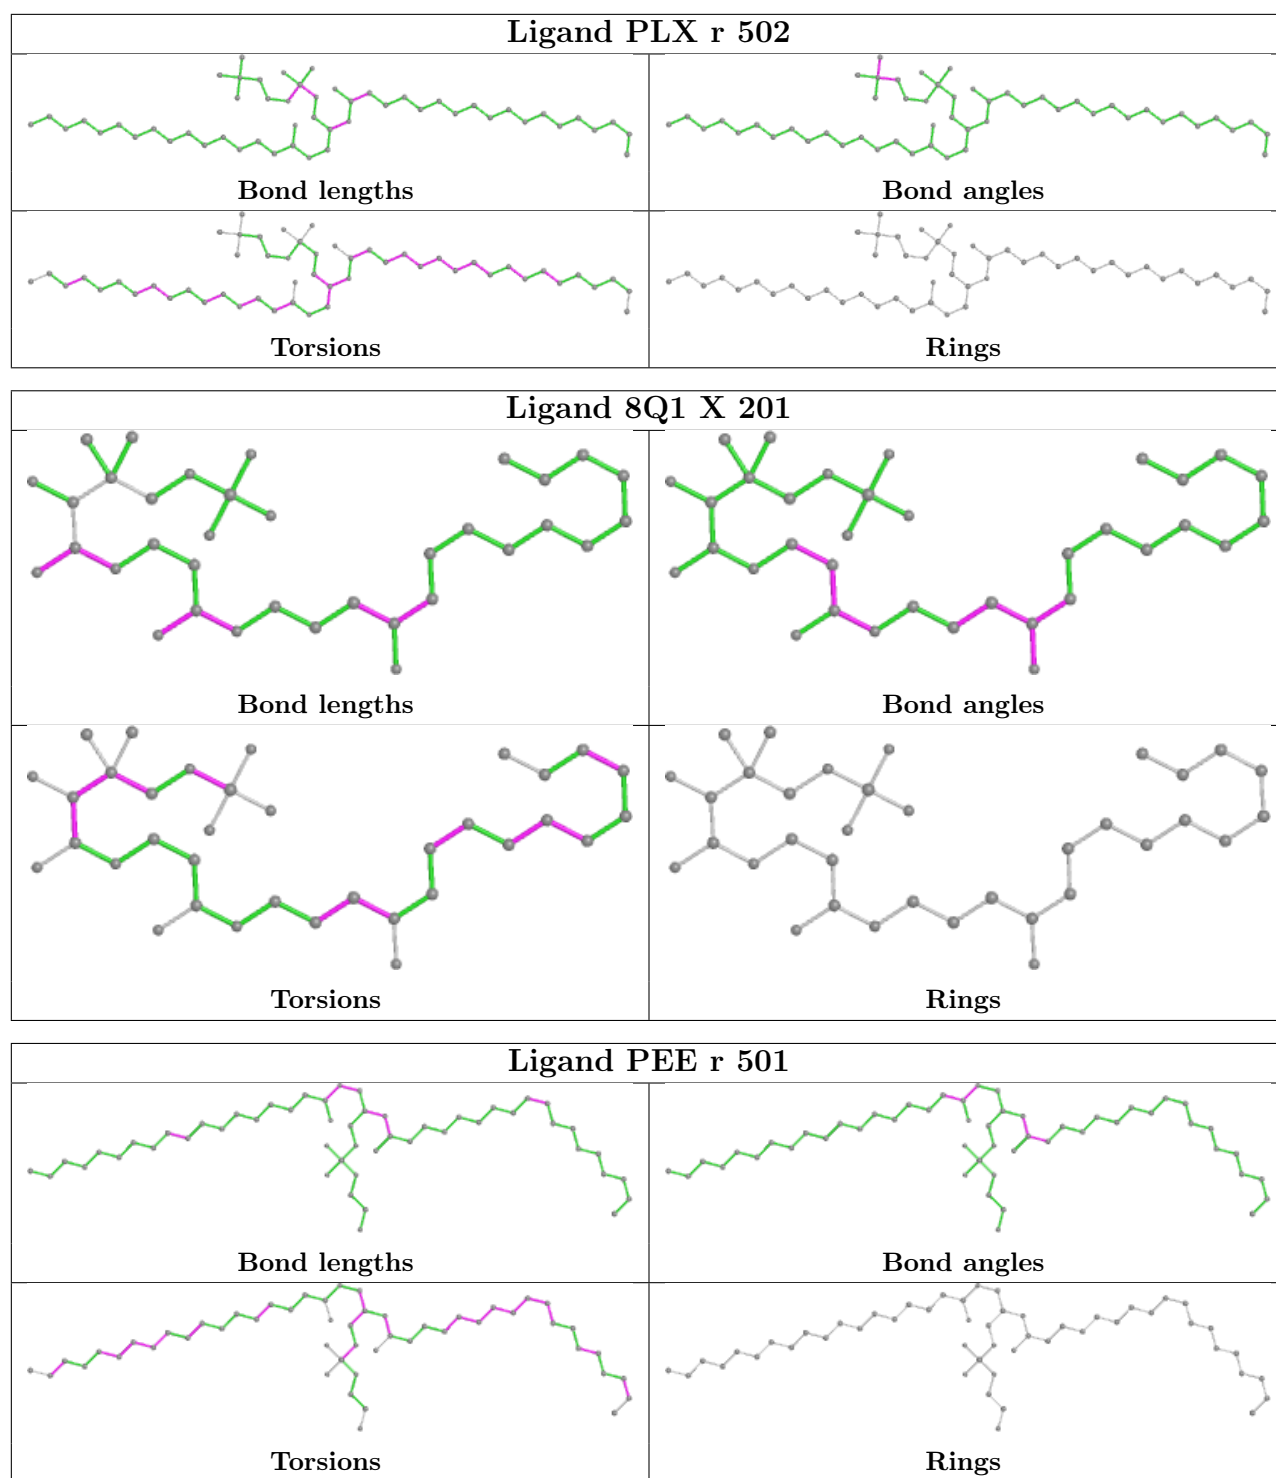 Ligand PLX r 502
Bond lengths
Bond angles
Torsions
Rings
Ligand 8Q1 X 201
Bond lengths
Bond angles
Torsions
Rings
Ligand PEE r 501
Bond lengths
Bond angles
Torsions
Rings